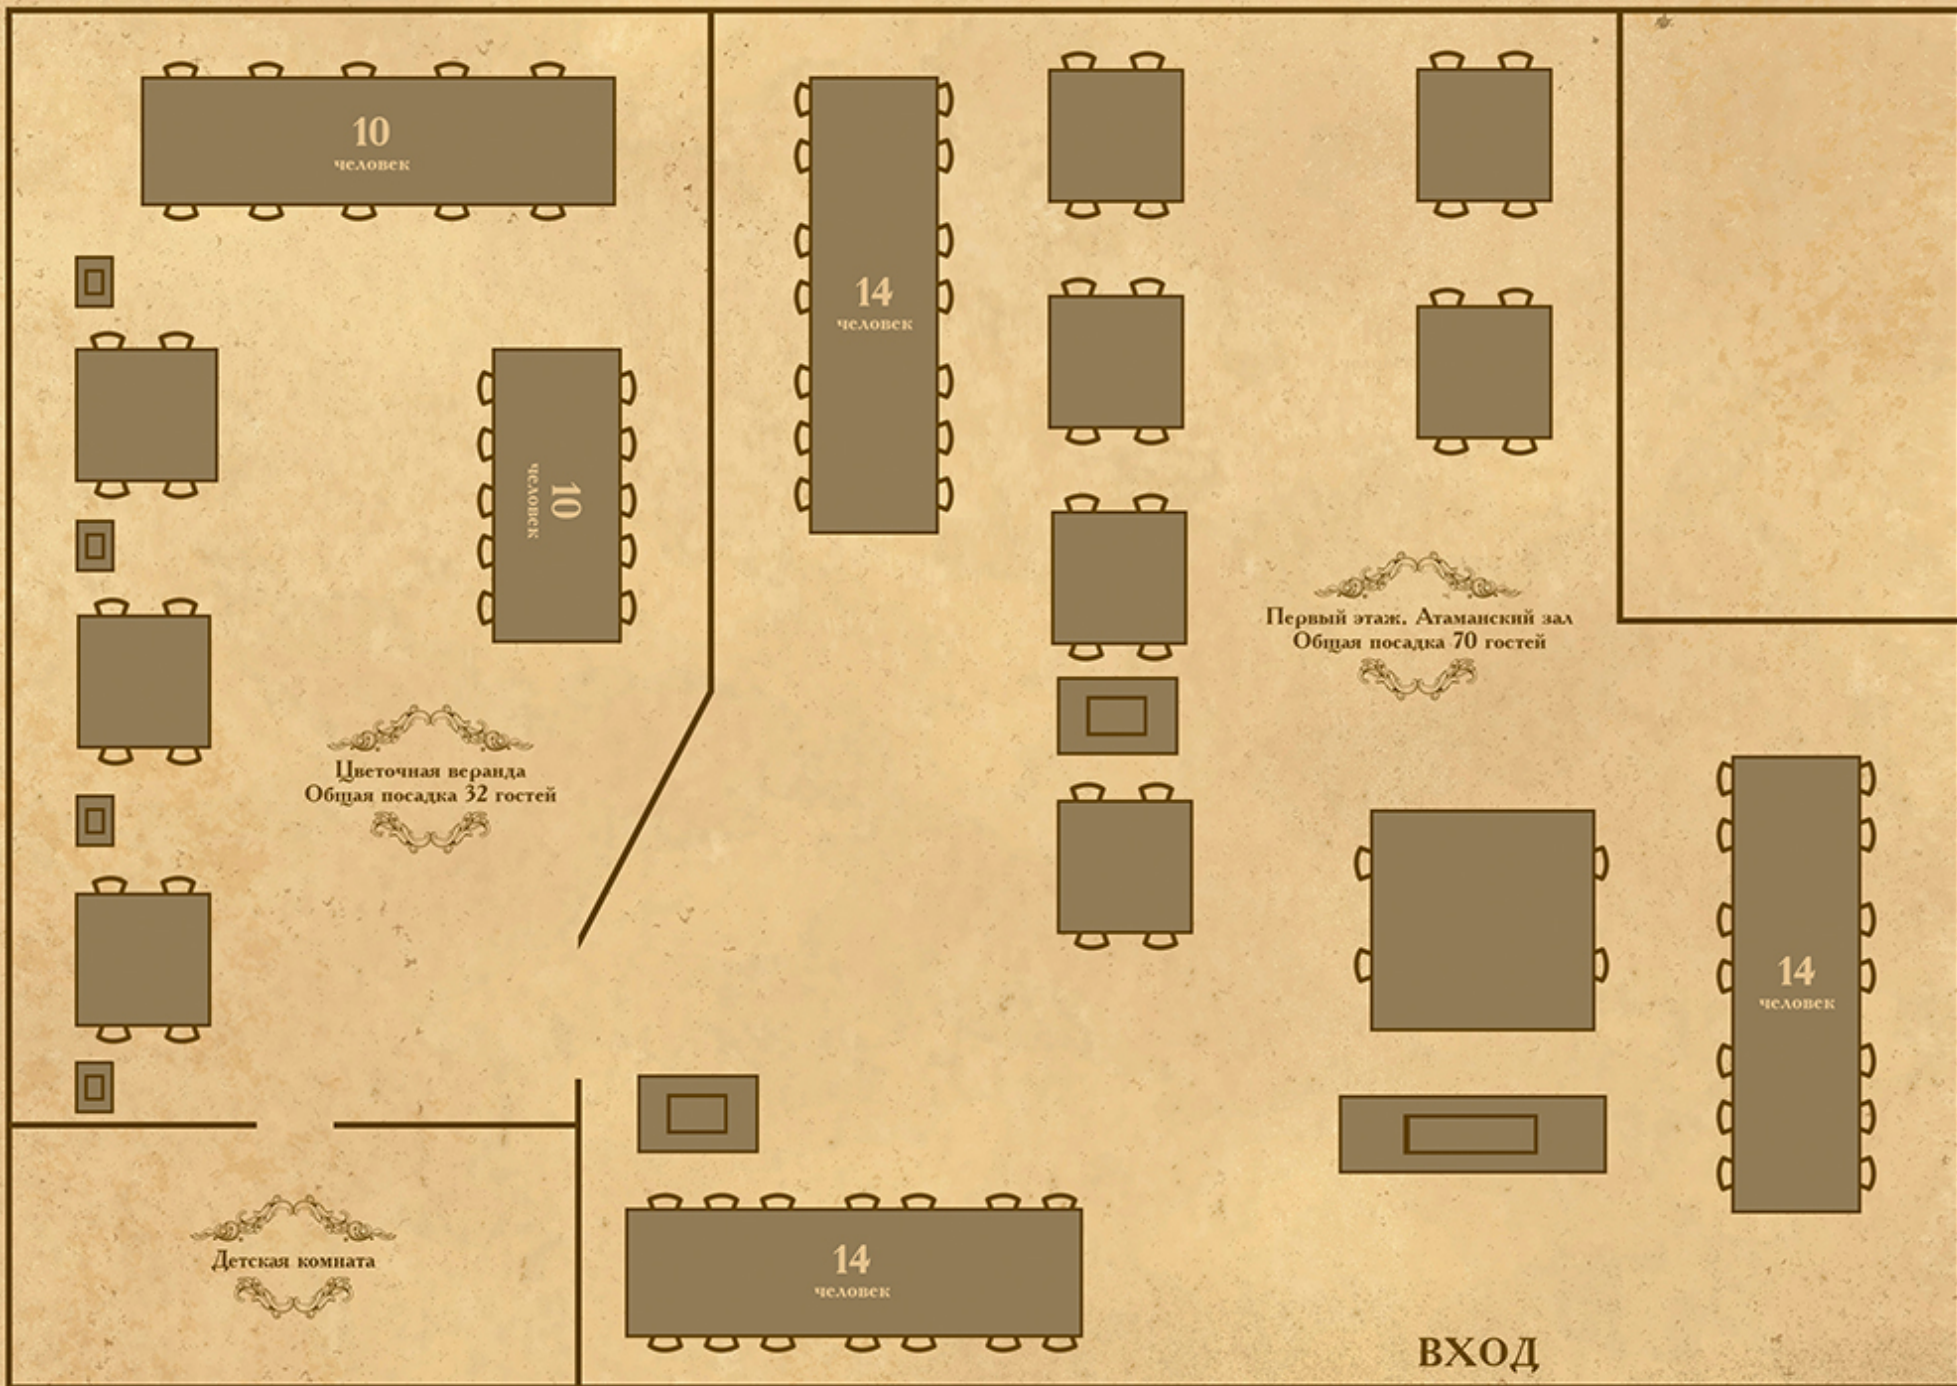 10
человек
14
человек
10
человек
Первый этаж. Атаманский зал
Общая посадка 70 гостей
Цветочная веранда
Общая посадка 32 гостей
14
человек
Детская комната
14
человек
ВХОД